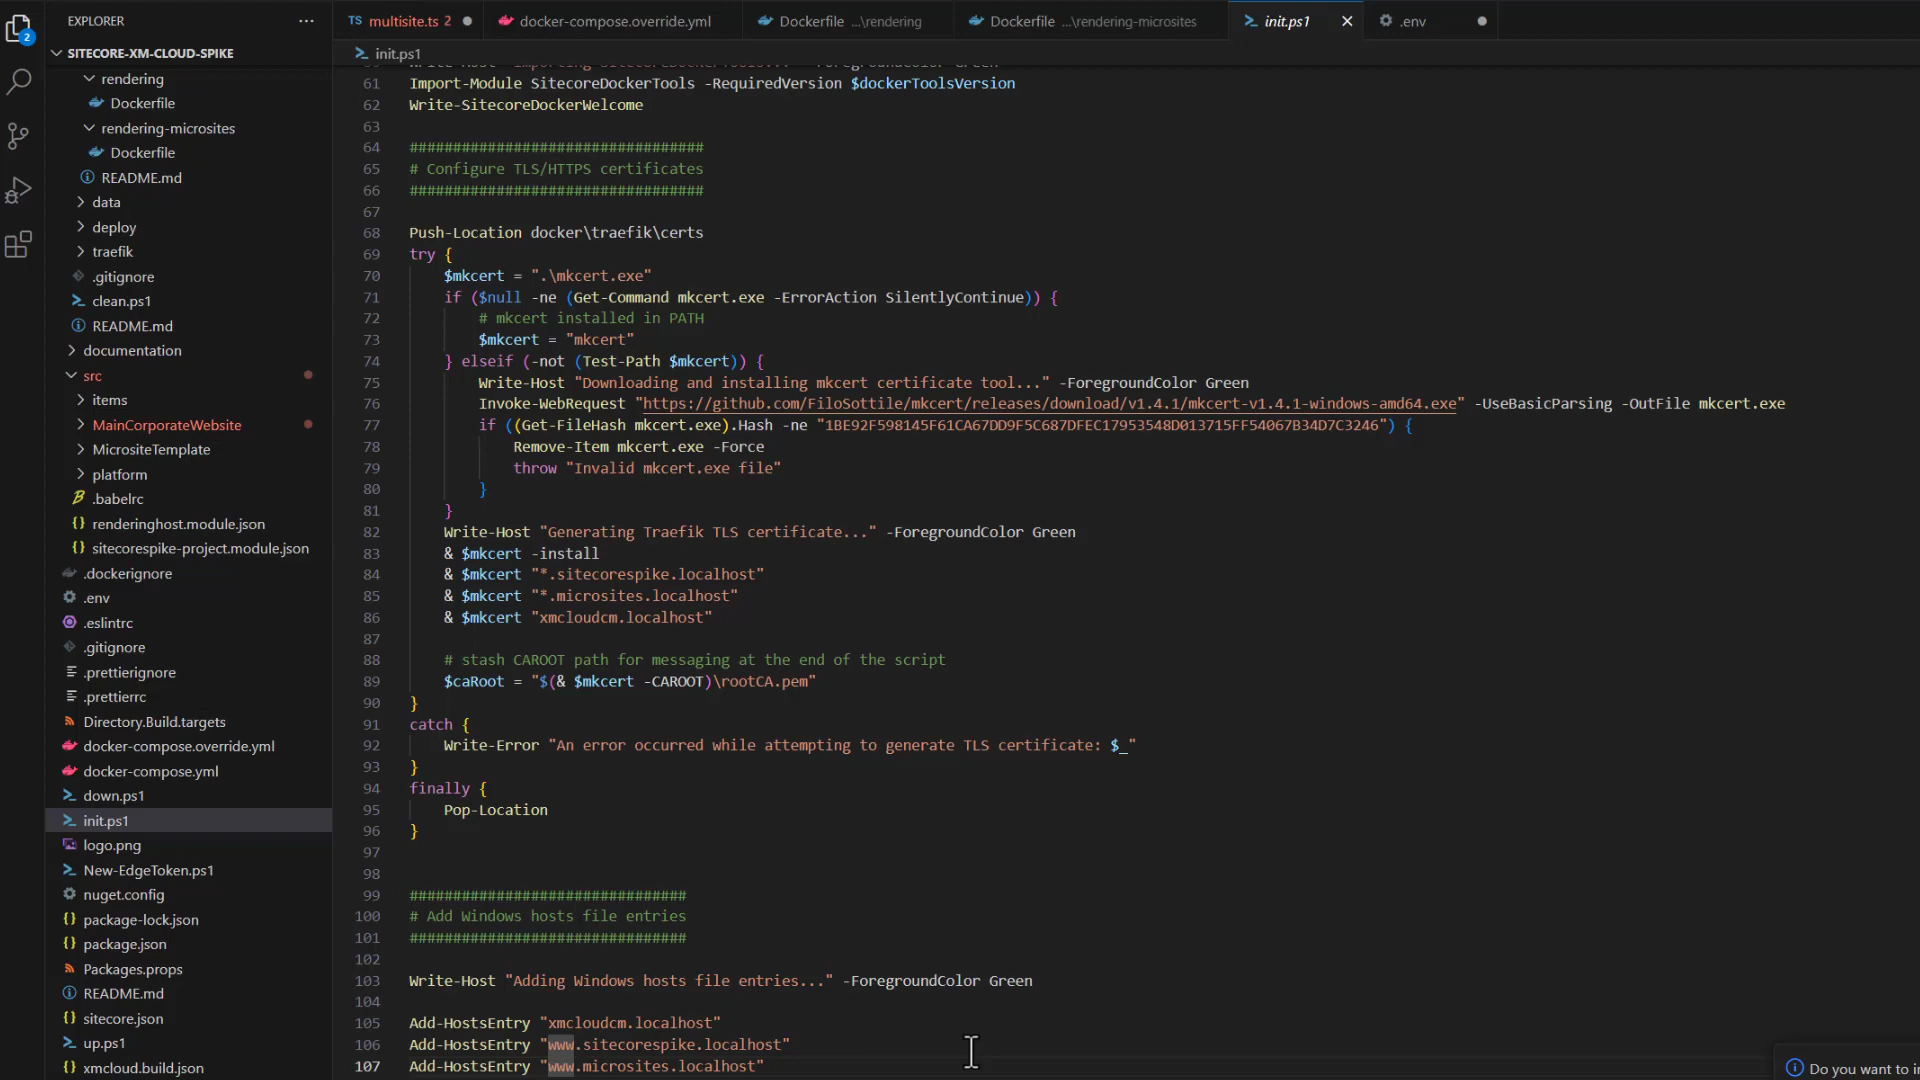 EXPLORER
SITECORE-XM-CLOUD-SPIKE
rendering
Dockerfile
rendering-microsites
Dockerfile
README.md
data
deploy
traefik
.gitignore
clean.ps1
README.md
documentation
src
items
MainCorporateWebsite
MicrositeTemplate
platform
.babelrc
renderinghost.module.json
sitecorespike-project.module.json
.dockerignore
.env
.eslintrc
.gitignore
.prettierignore
.prettierrc
Directory.Build.targets
docker-compose.override.yml
docker-compose.yml
down.ps1
init.ps1
logo.png
New-EdgeToken.ps1
nuget.config
package-lock.json
package.json
Packages.props
README.md
sitecore.json
up.ps1
xmcloud.build.json
2
TS multisite.ts 2
docker-compose.override.yml
Dockerfile ...\rendering
Dockerfile ...\rendering-microsites
init.ps1
.env
init.ps1
61 Import-Module SitecoreDockerTools -RequiredVersion $dockerToolsVersion
62 Write-SitecoreDockerWelcome
63
64 ##################################
65 # Configure TLS/HTTPS certificates
66 ##################################
67
68 Push-Location docker\traefik\certs
69 try {
70 $mkcert = ".\mkcert.exe"
71 if ($null -ne (Get-Command mkcert.exe -ErrorAction SilentlyContinue)) {
72 # mkcert installed in PATH
73 $mkcert = "mkcert"
74 } elseif (-not (Test-Path $mkcert)) {
75 Write-Host "Downloading and installing mkcert certificate tool..." -ForegroundColor Green
76 Invoke-WebRequest "https://github.com/FiloSottile/mkcert/releases/download/v1.4.1/mkcert-v1.4.1-windows-amd64.exe" -UseBasicParsing -OutFile mkcert.exe
77 if ((Get-FileHash mkcert.exe).Hash -ne "1BE92F598145F61CA67DD9F5C687DFEC17953548D013715FF54067B34D7C3246") {
78 Remove-Item mkcert.exe -Force
79 throw "Invalid mkcert.exe file"
80 }
81 }
82 Write-Host "Generating Traefik TLS certificate..." -ForegroundColor Green
83 & $mkcert -install
84 & $mkcert "*.sitecorespike.localhost"
85 & $mkcert "*.microsites.localhost"
86 & $mkcert "xmcloudcm.localhost"
87
88 # stash CAROOT path for messaging at the end of the script
89 $caRoot = "$(& $mkcert -CAROOT)\rootCA.pem"
90 }
91 catch {
92 Write-Error "An error occurred while attempting to generate TLS certificate: $_"
93 }
94 finally {
95 Pop-Location
96 }
97
98
99 ################################
100 # Add Windows hosts file entries
101 ################################
102
103 Write-Host "Adding Windows hosts file entries..." -ForegroundColor Green
104
105 Add-HostsEntry "xmcloudcm.localhost"
106 Add-HostsEntry "www.sitecorespike.localhost"
107 Add-HostsEntry "www.microsites.localhost"
Do you want to